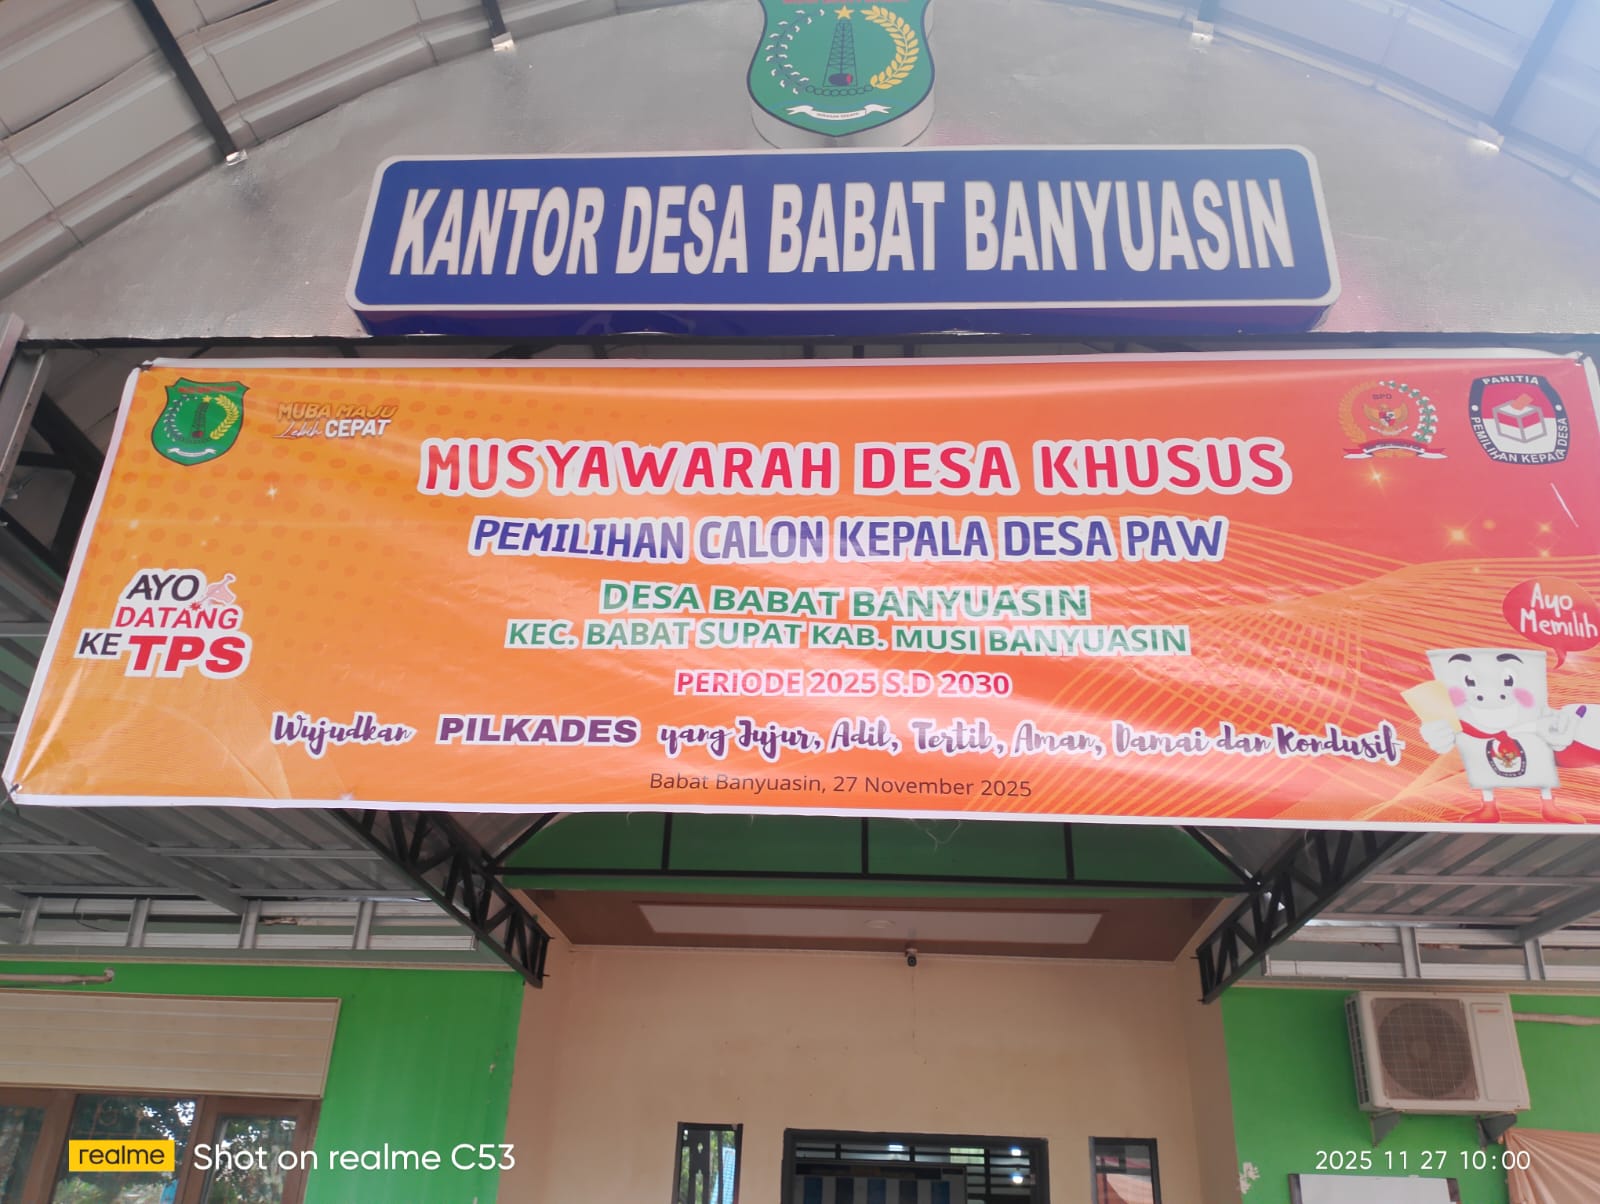 KANTOR DESA BABAT BANYUASIN
MUBA MAJU
Lebih CEPAT
BPD
PANITIA
PEMILIHAN KEPALA DESA
MUSYAWARAH DESA KHUSUS
PEMILIHAN CALON KEPALA DESA PAW
DESA BABAT BANYUASIN
KEC. BABAT SUPAT KAB. MUSI BANYUASIN
PERIODE 2025 S.D 2030
AYO
DATANG
KE TPS
Ayo
Memilih
Wujudkan PILKADES yang Jujur, Adil, Tertib, Aman, Damai dan Kondusif
Babat Banyuasin, 27 November 2025
realme Shot on realme C53
2025 11 27 10:00